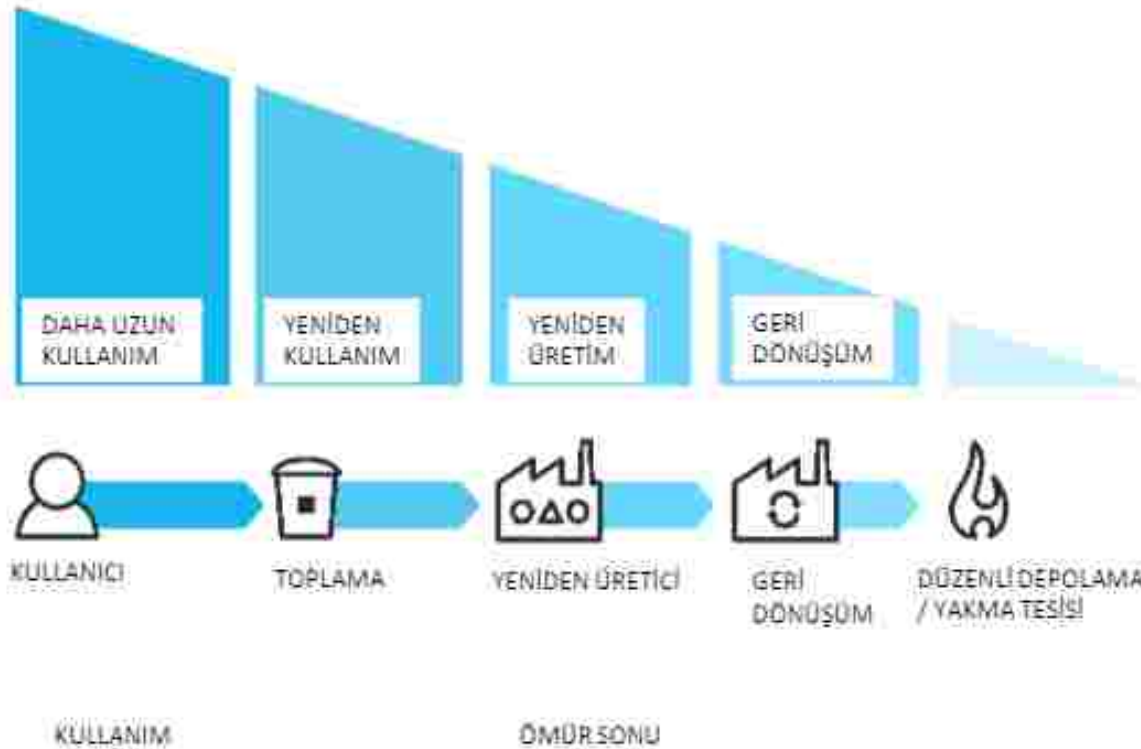 DAHA UZUN
KULLANIM
YENİDEN
KULLANIM
YENİDEN
ÜRETİM
GERİ
DÖNÜŞÜM
KULLANICI
TOPLAMA
YENİDEN ÜRETİCİ
GERİ
DÖNÜŞÜM
DÜZENLİ DEPOLAMA
/ YAKMA TESİSİ
KULLANIM
ÖMÜR SONU